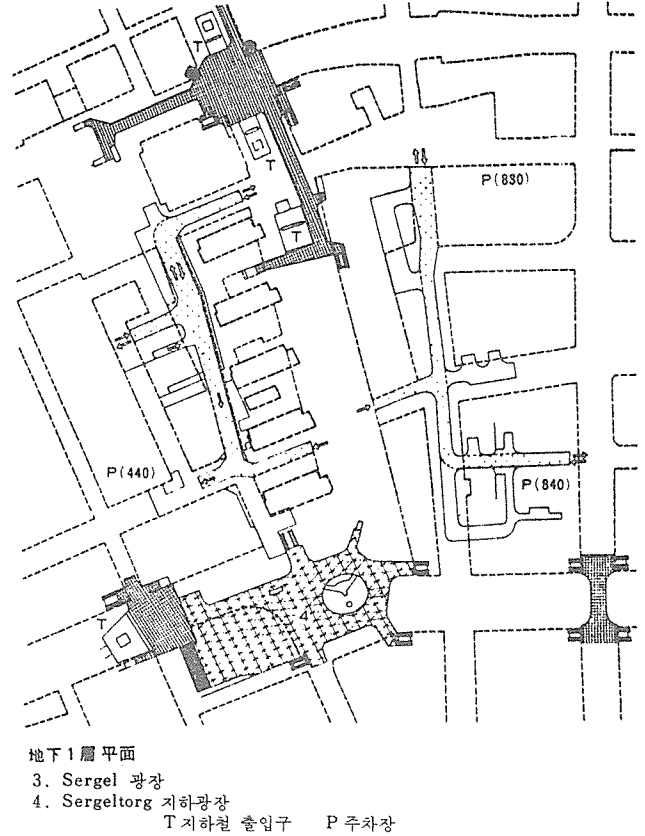 T
T
P(830)
T
P(440)
P(840)
T
地下1層平面
3. Sergel 광장
4. Sergeltorg 지하광장
T 지하철 출입구 P 주차장